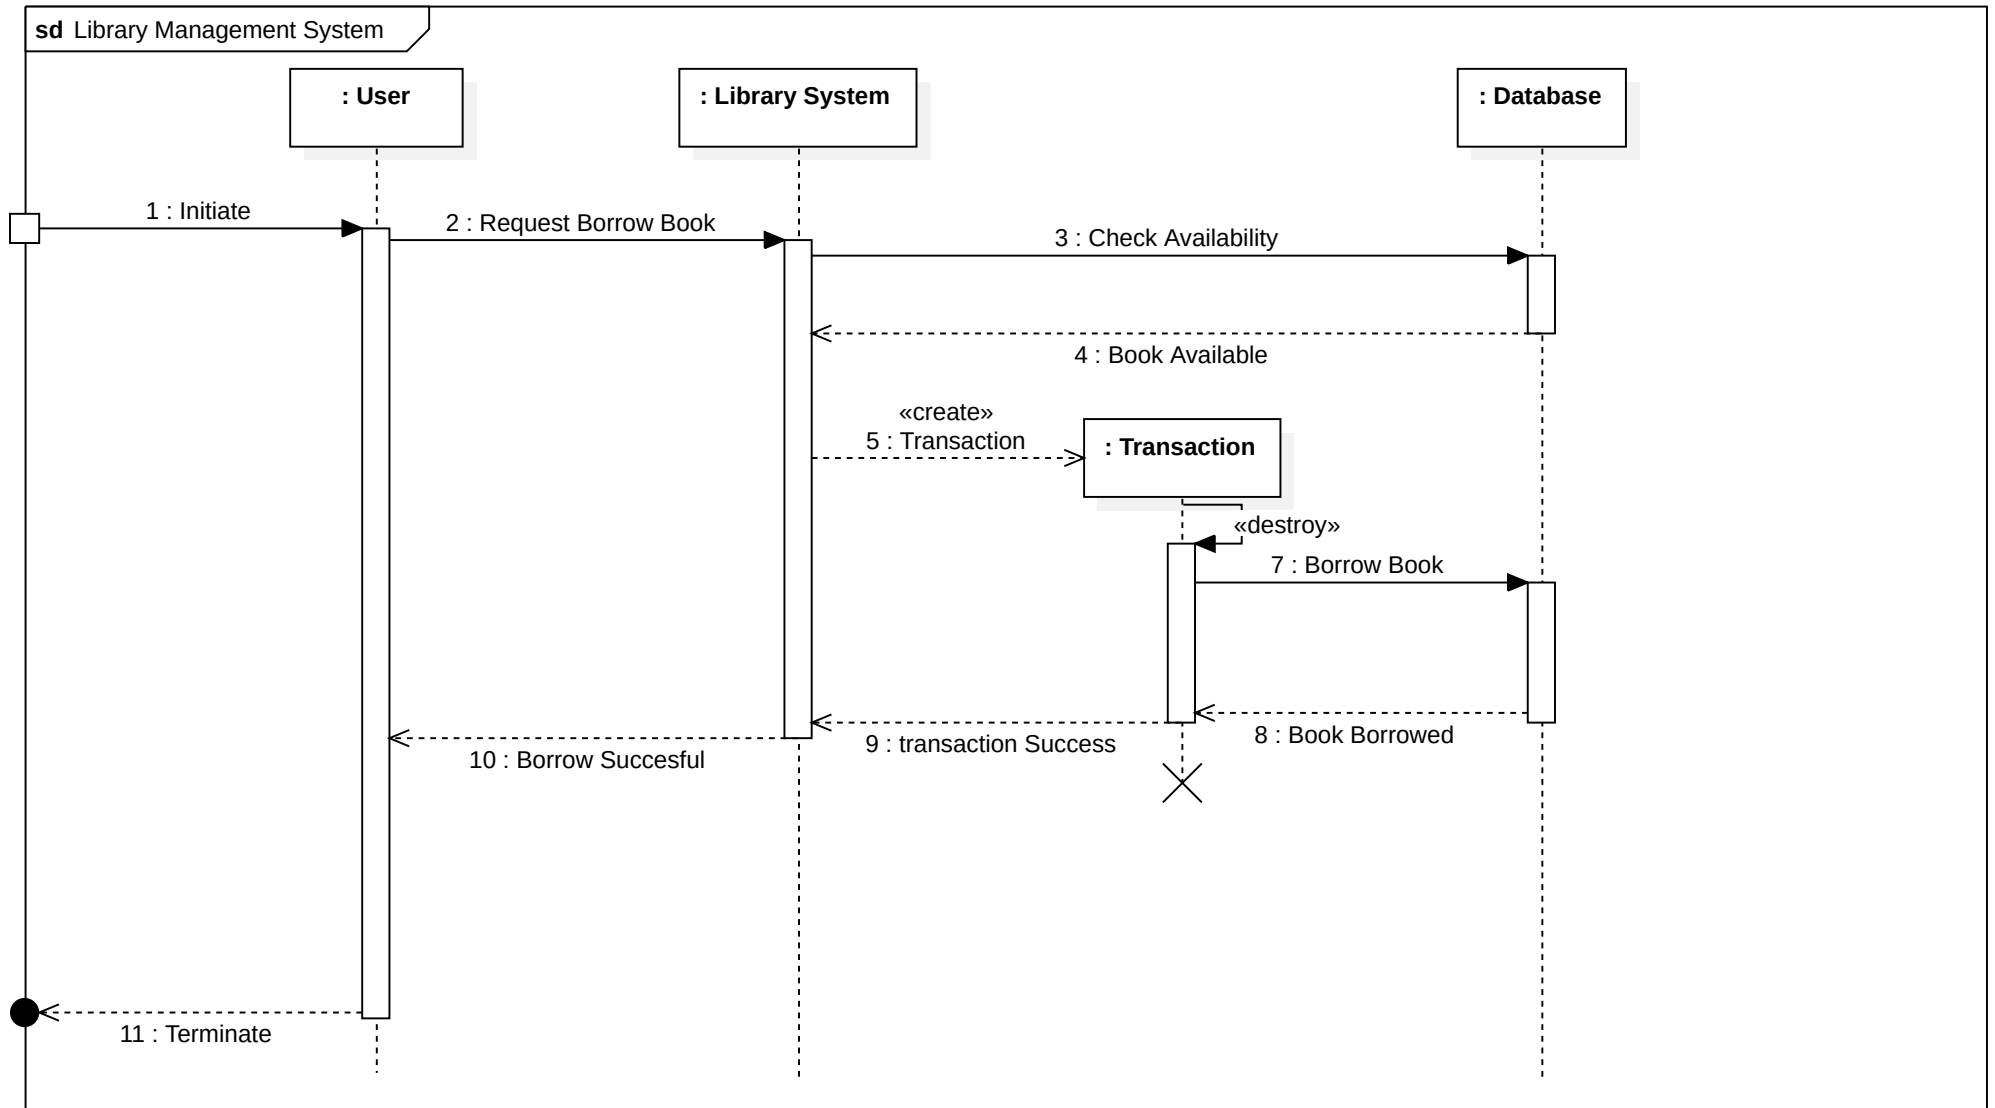 sd Library Management System
: User
: Library System
: Database
1 : Initiate
2 : Request Borrow Book
3 : Check Availability
4 : Book Available
«create»
5 : Transaction
: Transaction
«destroy»
7 : Borrow Book
8 : Book Borrowed
9 : transaction Success
10 : Borrow Succesful
11 : Terminate